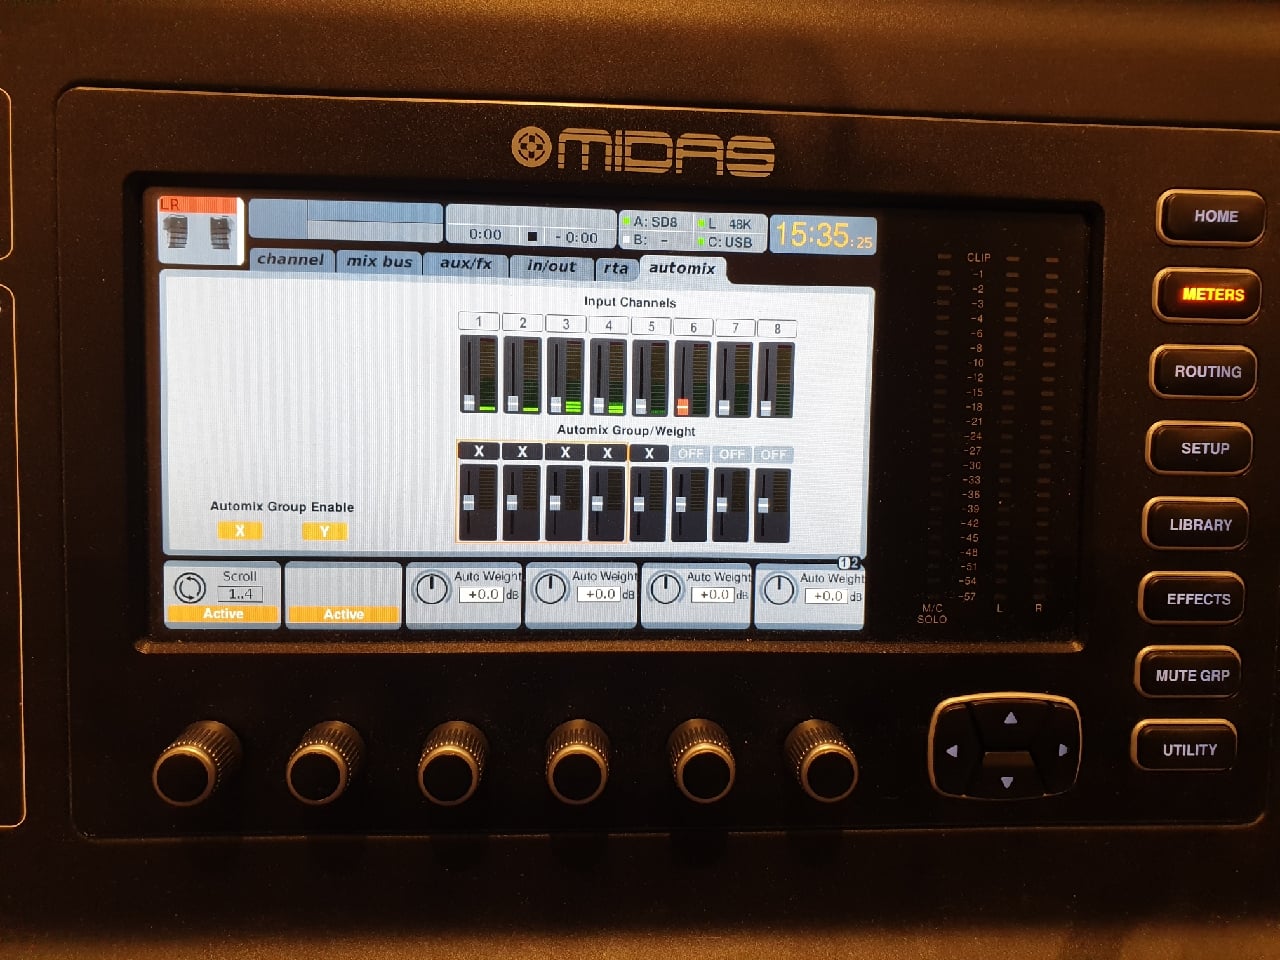 MIDAS
LR
0:00 - 0:00
A: SD8 L 48K
B: - C: USB
15:35:25
channel mix bus aux/fx in/out rta automix
Input Channels
1 2 3 4 5 6 7 8
Automix Group/Weight
X X X X X OFF OFF OFF
Automix Group Enable
X Y
1 2
Scroll
1..4
Active
Active
Auto Weight
+0.0 dB
Auto Weight
+0.0 dB
Auto Weight
+0.0 dB
Auto Weight
+0.0 dB
CLIP
-1
-2
-3
-4
-6
-8
-10
-12
-15
-18
-21
-24
-27
-30
-33
-36
-39
-42
-45
-48
-51
-54
-57
M/C
SOLO
L R
HOME
METERS
ROUTING
SETUP
LIBRARY
EFFECTS
MUTE GRP
UTILITY